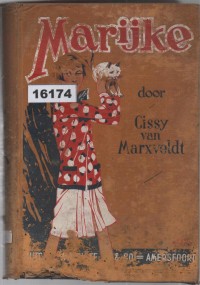 Marijke
16174
door
Cissy
van
Marxveldt
AMERSFOORT